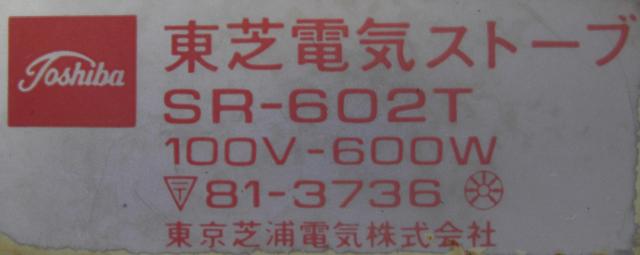 Toshiba
東芝電気ストーブ
SR-602T
100V-600W
〒81-3736
東京芝浦電気株式会社